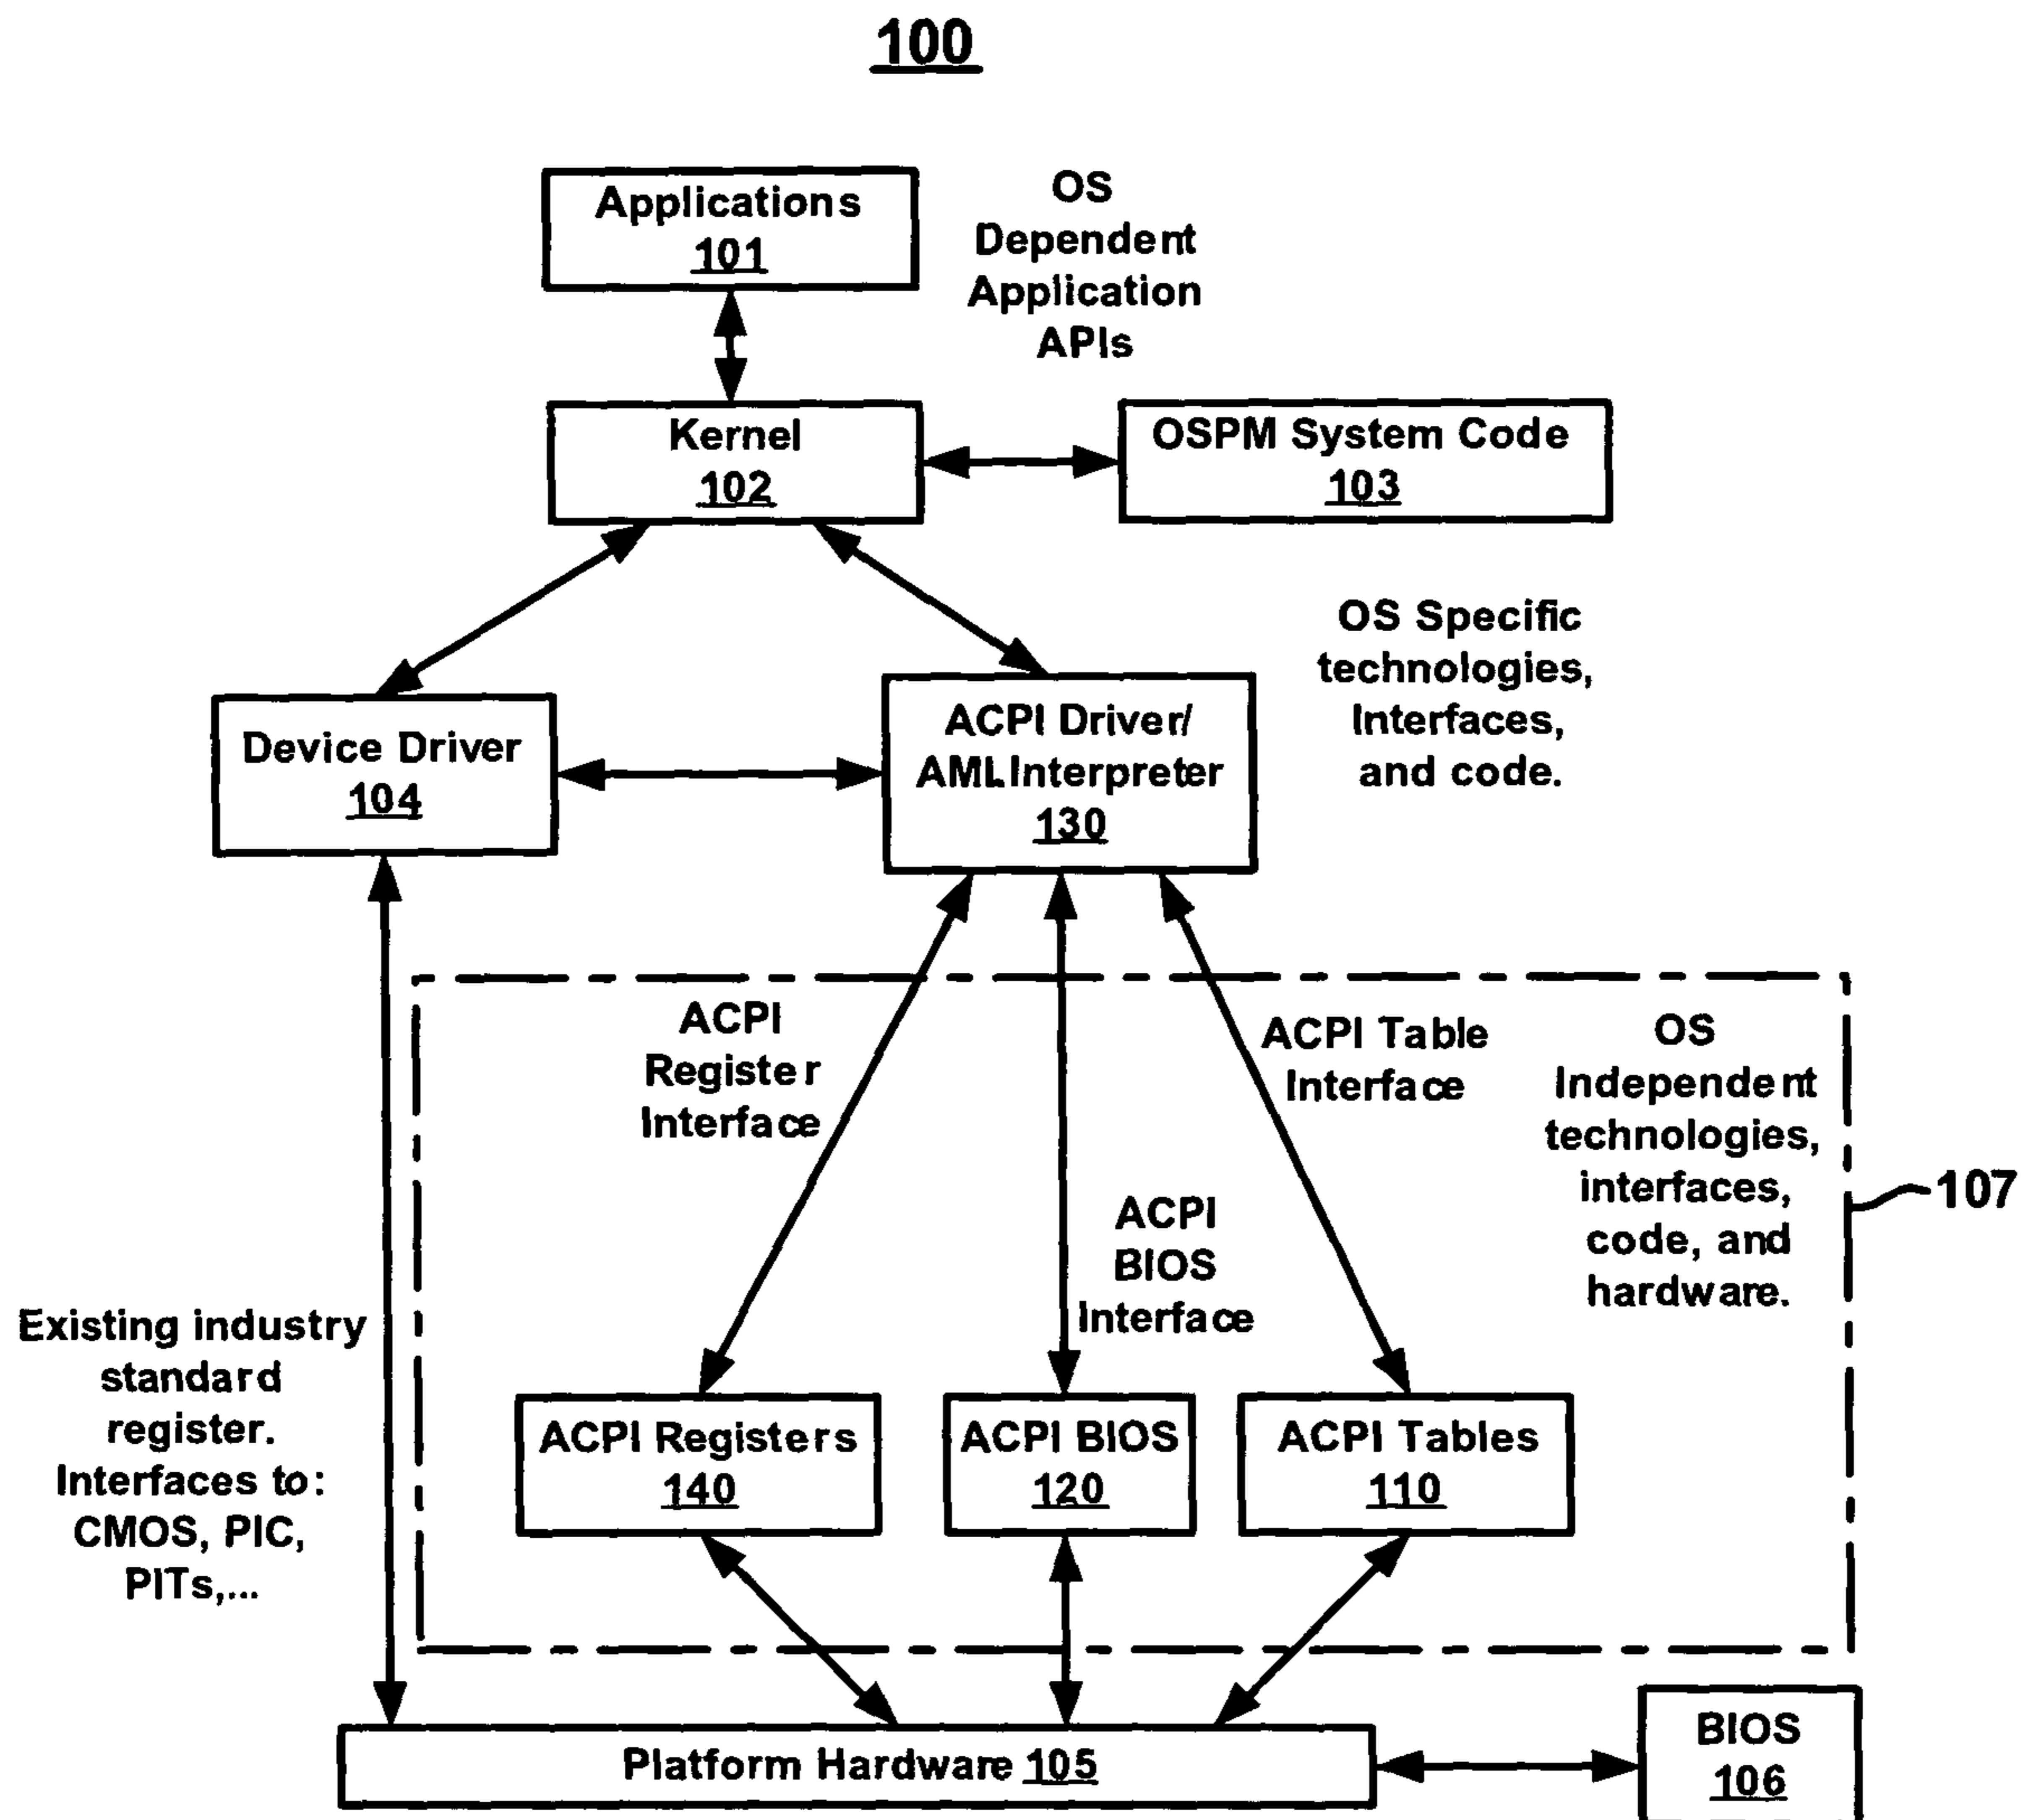 100
Applications
101
OS
Dependent
Application
APIs
Kernel
102
OSPM System Code
103
OS Specific
technologies,
Interfaces,
and code.
Device Driver
104
ACPI Driver/
AML Interpreter
130
ACPI
Register
Interface
ACPI Table
Interface
OS
Independent
technologies,
interfaces,
code, and
hardware.
107
ACPI
BIOS
Interface
Existing industry
standard
register.
Interfaces to:
CMOS, PIC,
PITs,...
ACPI Registers
140
ACPI BIOS
120
ACPI Tables
110
Platform Hardware 105
BIOS
106